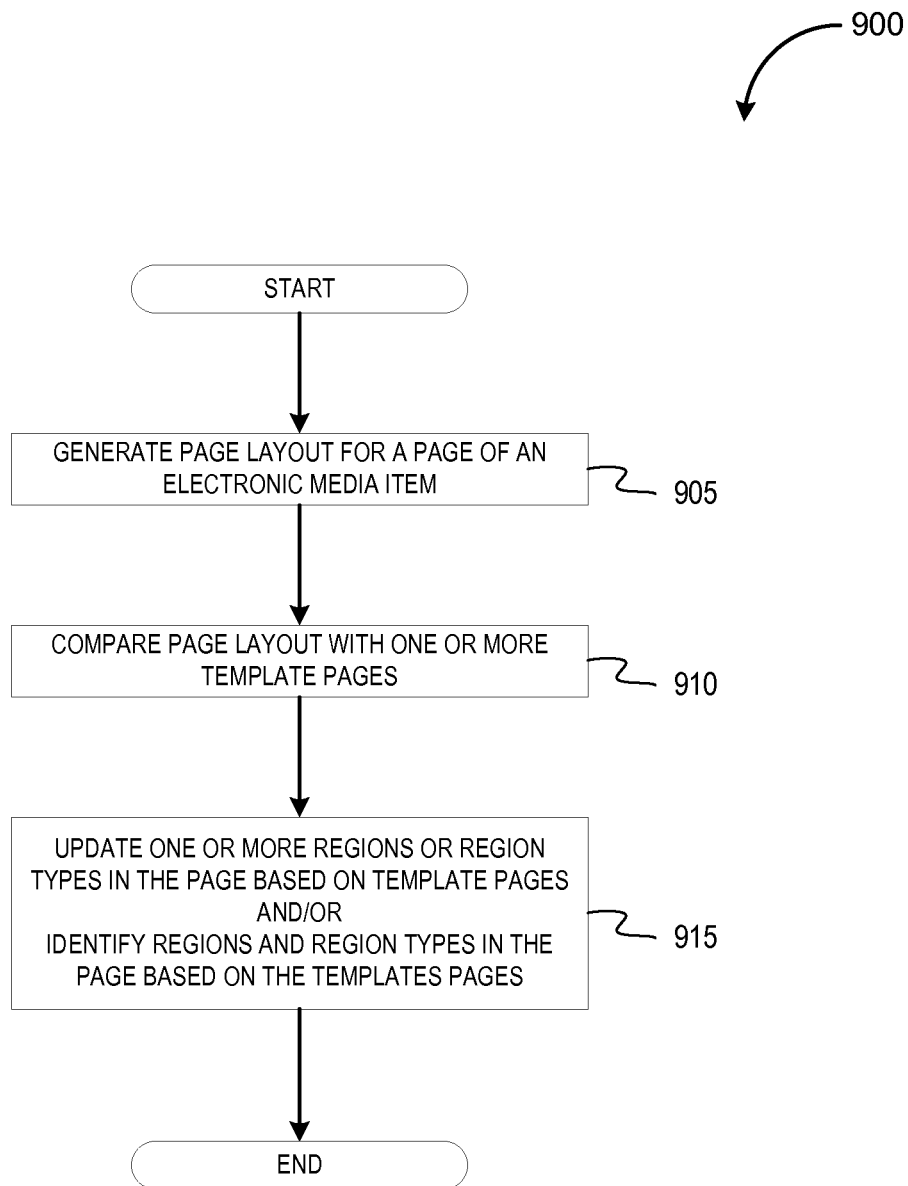 900
START
GENERATE PAGE LAYOUT FOR A PAGE OF AN
ELECTRONIC MEDIA ITEM
905
COMPARE PAGE LAYOUT WITH ONE OR MORE
TEMPLATE PAGES
910
UPDATE ONE OR MORE REGIONS OR REGION
TYPES IN THE PAGE BASED ON TEMPLATE PAGES
AND/OR
IDENTIFY REGIONS AND REGION TYPES IN THE
PAGE BASED ON THE TEMPLATES PAGES
915
END